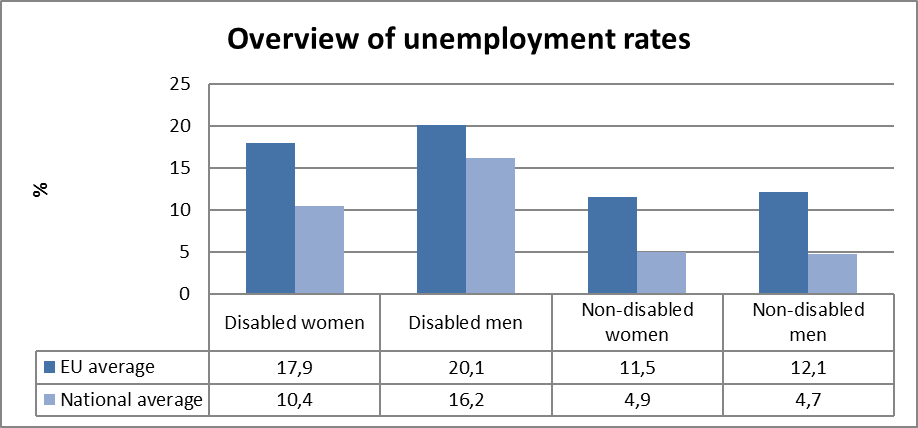 Overview of unemployment rates
%
25
20
15
10
5
0
Disabled women Disabled men Non-disabled women Non-disabled men
EU average 17,9 20,1 11,5 12,1
National average 10,4 16,2 4,9 4,7